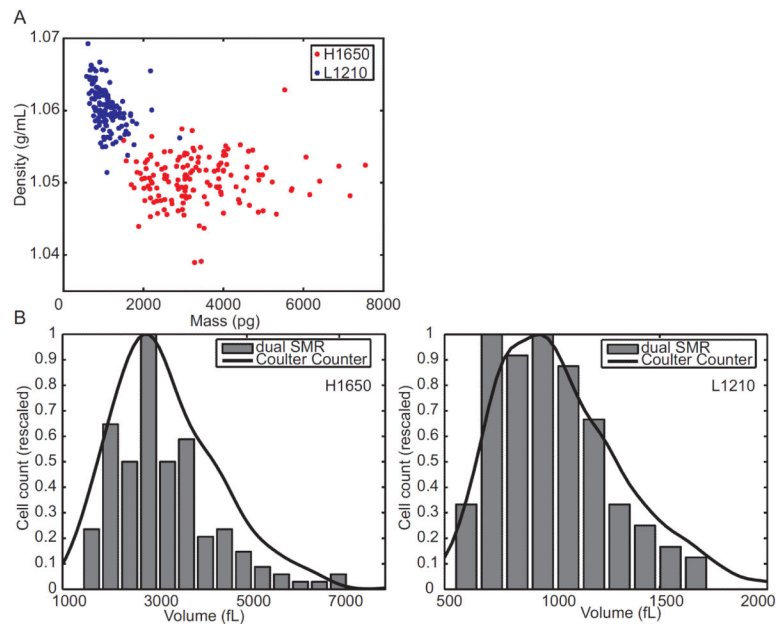 A
1.07
1.06
1.05
1.04
Density (g/mL)
H1650
L1210
0
2000
4000
6000
8000
Mass (pg)
B
1
0.9
0.8
0.7
0.6
0.5
0.4
0.3
0.2
0.1
0
Cell count (rescaled)
dual SMR
Coulter Counter
H1650
1000
3000
5000
7000
Volume (fL)
1
0.9
0.8
0.7
0.6
0.5
0.4
0.3
0.2
0.1
0
Cell count (rescaled)
dual SMR
Coulter Counter
L1210
500
1000
1500
2000
Volume (fL)